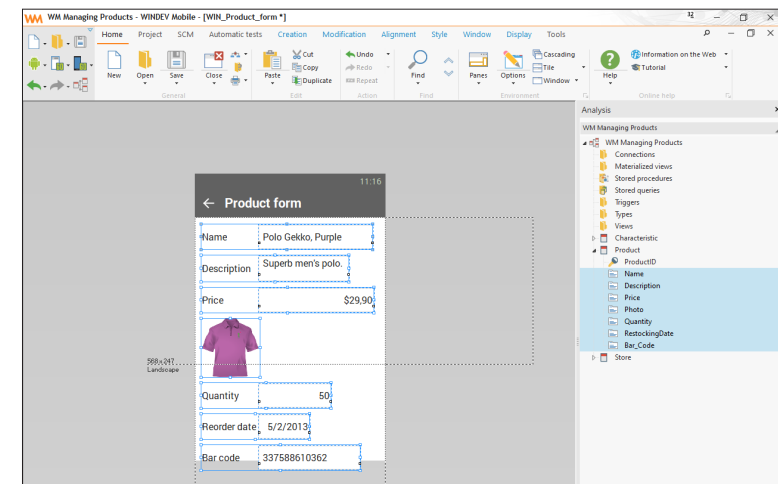 WM Managing Products - WINDEV Mobile - [WIN_Product_form *]
32
Home Project SCM Automatic tests Creation Modification Alignment Style Window Display Tools
New Open Save Close Paste Cut Copy Duplicate Undo Redo Repeat Find Panes Options Cascading Tile Window Help Information on the Web Tutorial
General Edit Action Find Environment Online help
Analysis
WM Managing Products
WM Managing Products
Connections
Materialized views
Stored procedures
Stored queries
Triggers
Types
Views
Characteristic
Product
ProductID
Name
Description
Price
Photo
Quantity
RestockingDate
Bar_Code
Store
11:16
Product form
Name Polo Gekko, Purple
Description Superb men's polo.
Price $29,90
568 x 247
Landscape
Quantity 50
Reorder date 5/2/2013
Bar code 337588610362